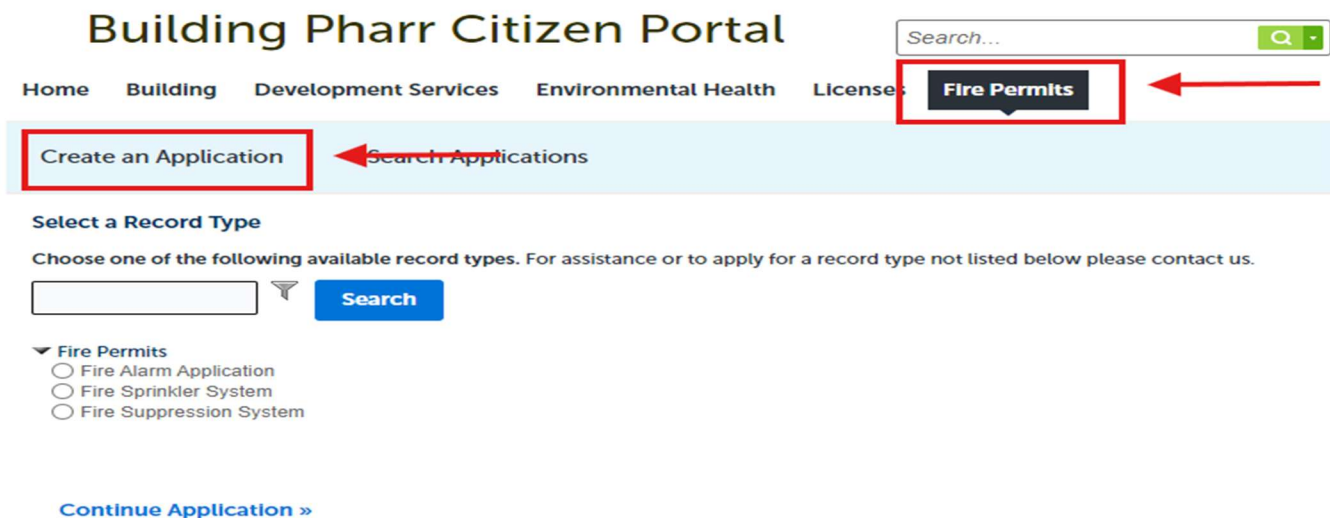 Building Pharr Citizen Portal
Search...
Home Building Development Services Environmental Health Licenses Fire Permits
Create an Application Search Applications
Select a Record Type
Choose one of the following available record types. For assistance or to apply for a record type not listed below please contact us.
Search
Fire Permits
Fire Alarm Application
Fire Sprinkler System
Fire Suppression System
Continue Application »